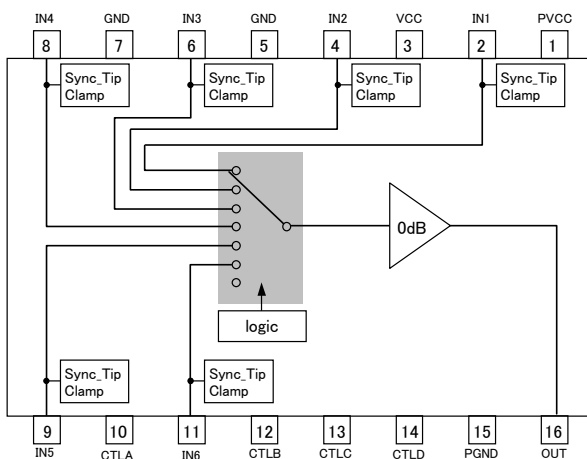 IN4 GND IN3 GND IN2 VCC IN1 PVCC
8 7 6 5 4 3 2 1
Sync_Tip
Clamp
Sync_Tip
Clamp
Sync_Tip
Clamp
Sync_Tip
Clamp
0dB
logic
Sync_Tip
Clamp
Sync_Tip
Clamp
9 10 11 12 13 14 15 16
IN5 CTLA IN6 CTLB CTLC CTLD PGND OUT